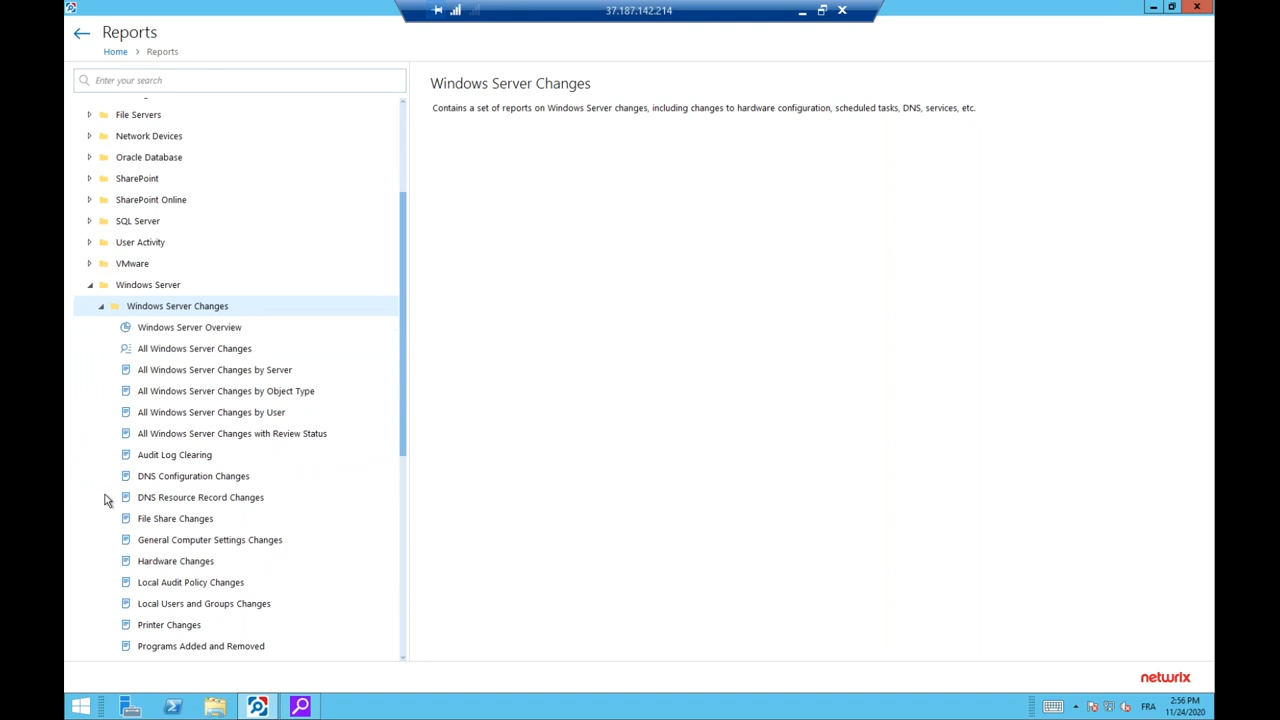 37.187.142.214
Reports
Home > Reports
Enter your search
File Servers
Network Devices
Oracle Database
SharePoint
SharePoint Online
SQL Server
User Activity
VMware
Windows Server
Windows Server Changes
Windows Server Overview
All Windows Server Changes
All Windows Server Changes by Server
All Windows Server Changes by Object Type
All Windows Server Changes by User
All Windows Server Changes with Review Status
Audit Log Clearing
DNS Configuration Changes
DNS Resource Record Changes
File Share Changes
General Computer Settings Changes
Hardware Changes
Local Audit Policy Changes
Local Users and Groups Changes
Printer Changes
Programs Added and Removed
Windows Server Changes
Contains a set of reports on Windows Server changes, including changes to hardware configuration, scheduled tasks, DNS, services, etc.
netwrix
FRA
2:56 PM
11/24/2020